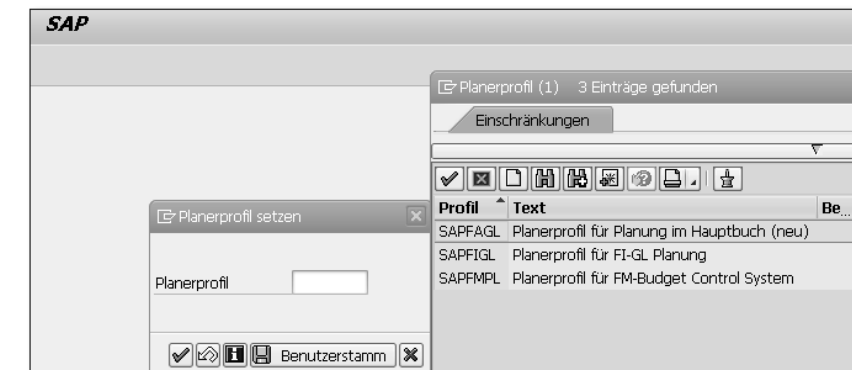 SAP
Planerprofil (1) 3 Einträge gefunden
Einschränkungen
Profil Text Be...
SAPFAGL Planerprofil für Planung im Hauptbuch (neu)
SAPFIGL Planerprofil für FI-GL Planung
SAPFMPL Planerprofil für FM-Budget Control System
Planerprofil setzen
Planerprofil
Benutzerstamm